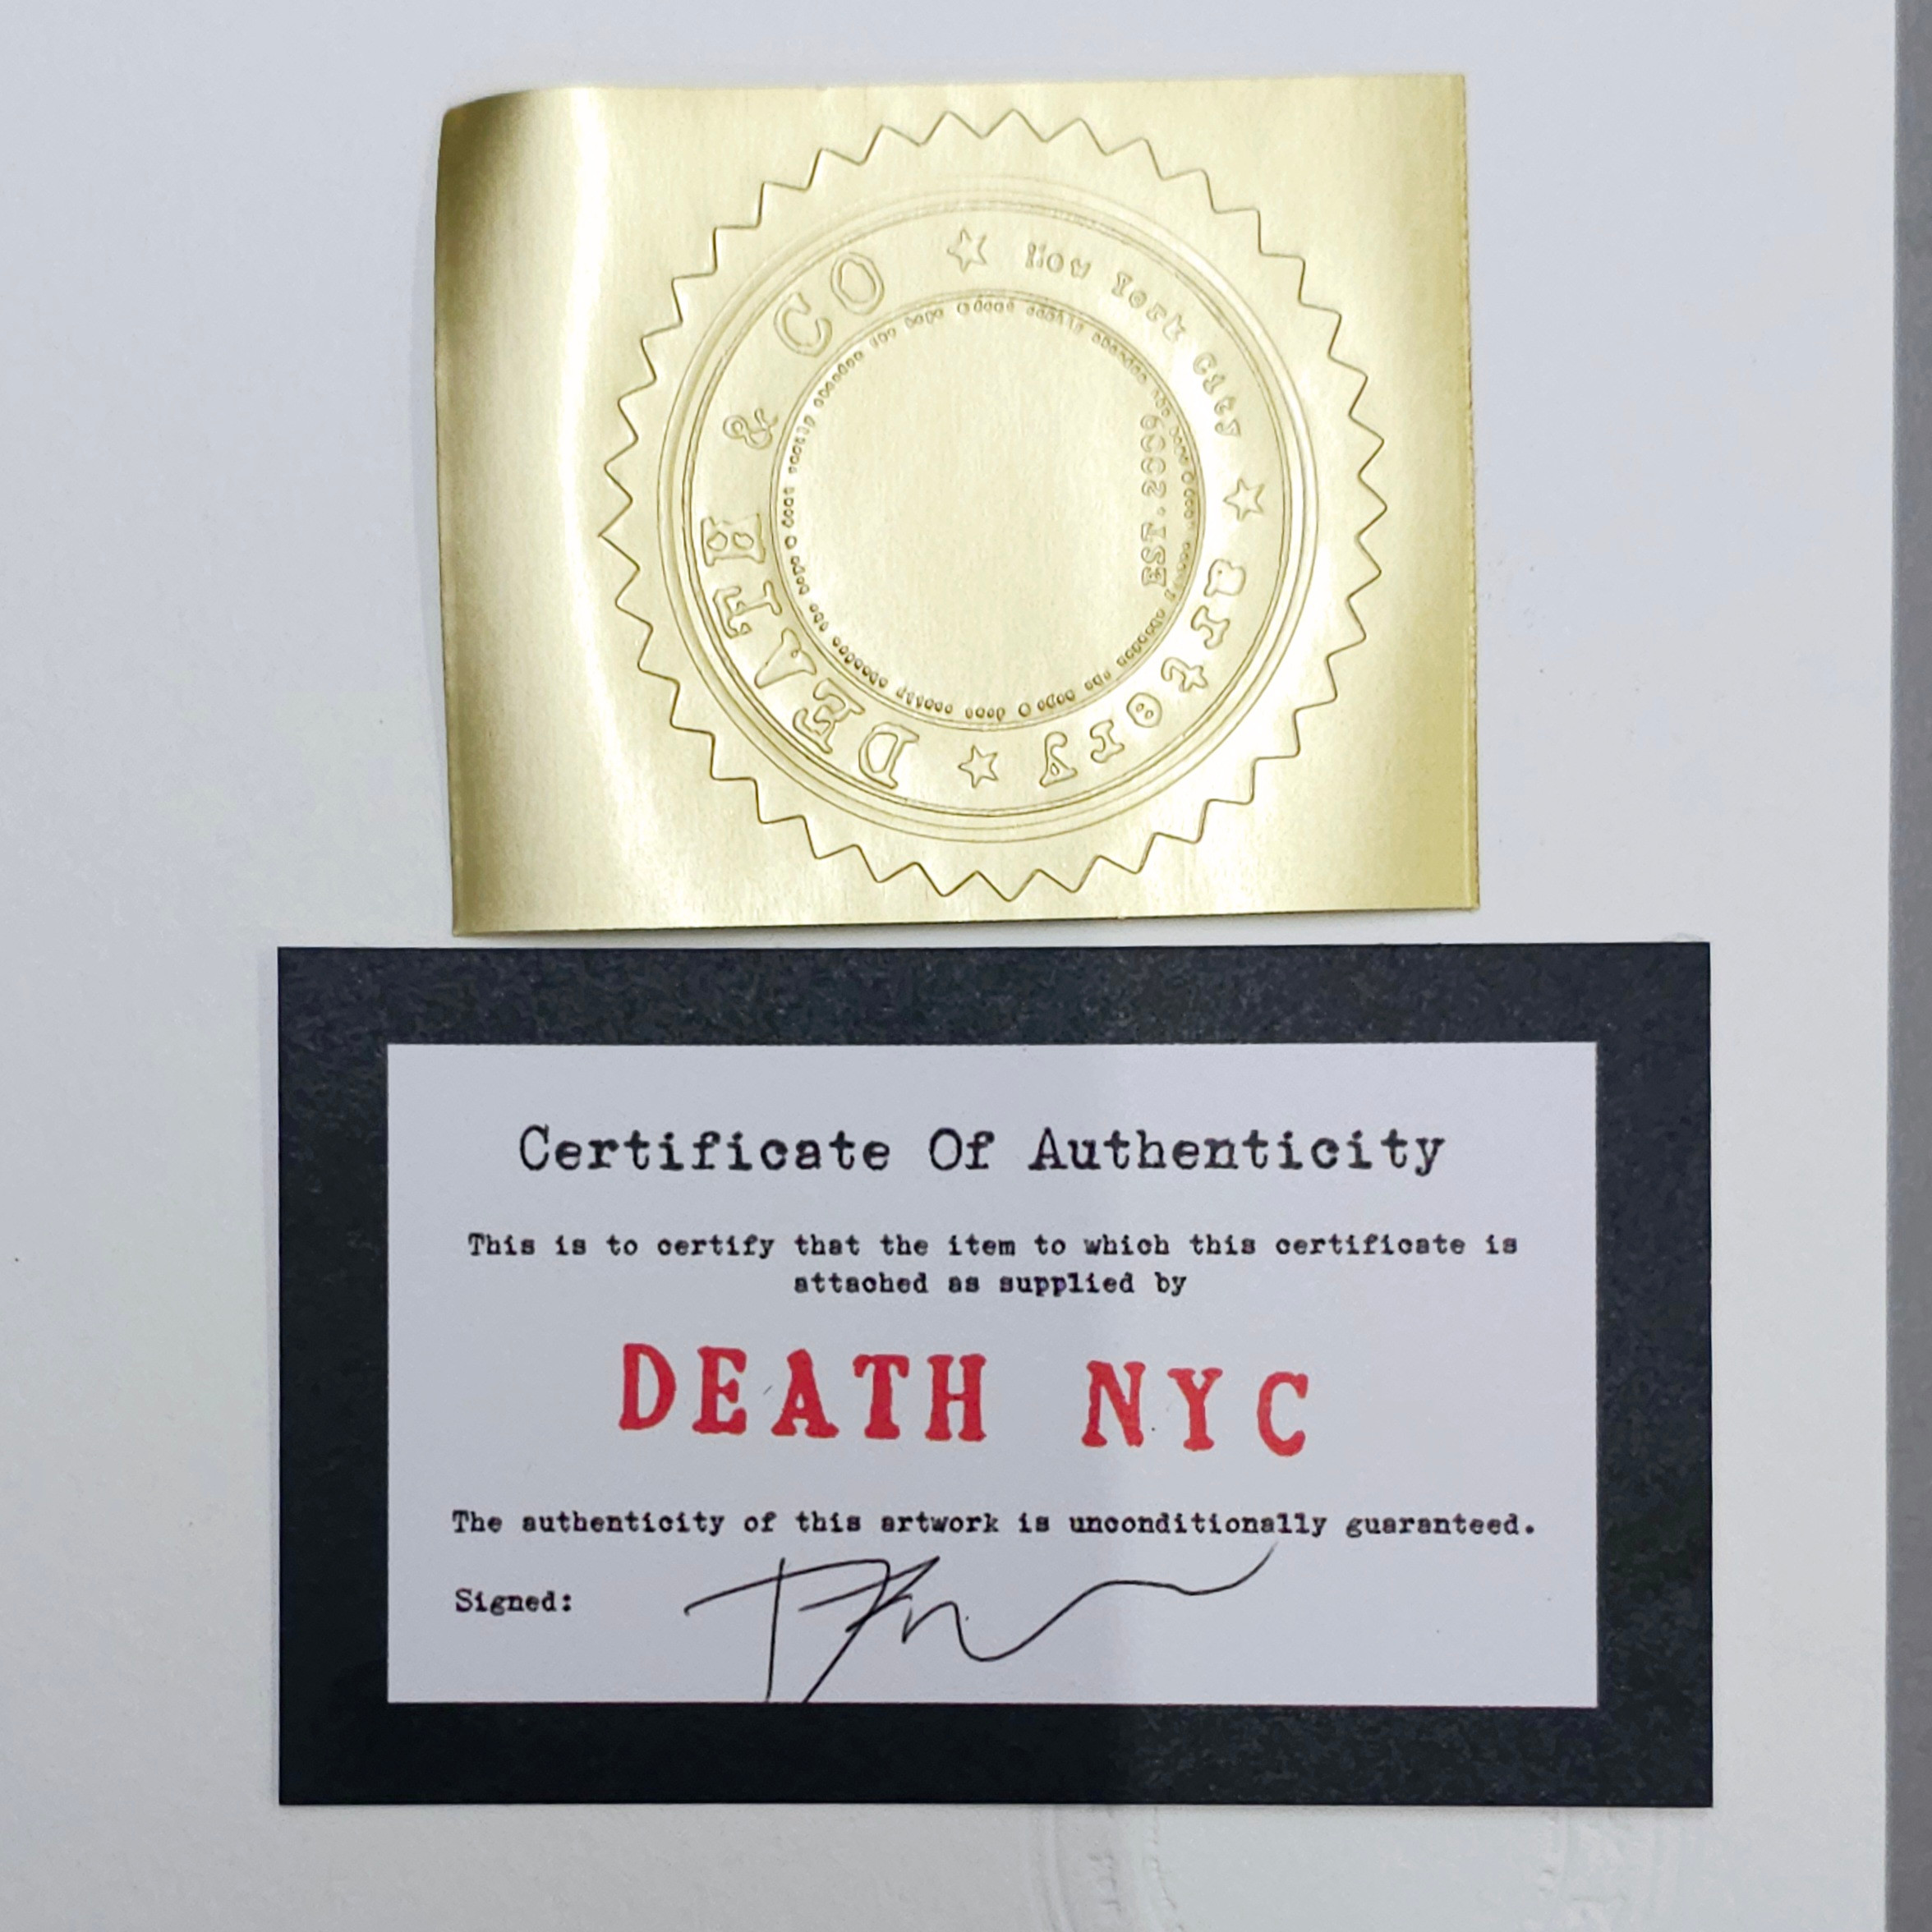 DEATH & CO ★ New York City ★ arttory ★
EST.2009
Certificate Of Authenticity
This is to certify that the item to which this certificate is
attached as supplied by
DEATH NYC
The authenticity of this artwork is unconditionally guaranteed.
Signed: